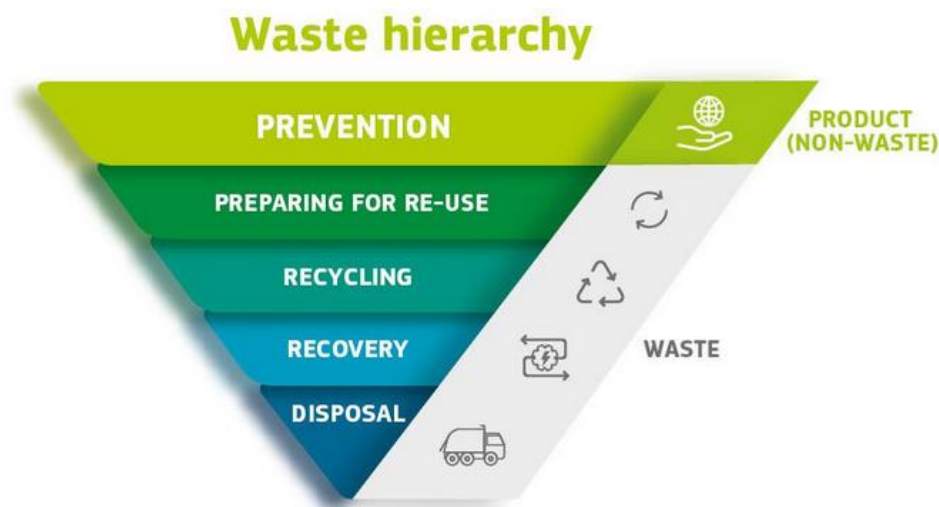 Waste hierarchy
PREVENTION
PRODUCT
(NON-WASTE)
PREPARING FOR RE-USE
RECYCLING
RECOVERY
WASTE
DISPOSAL